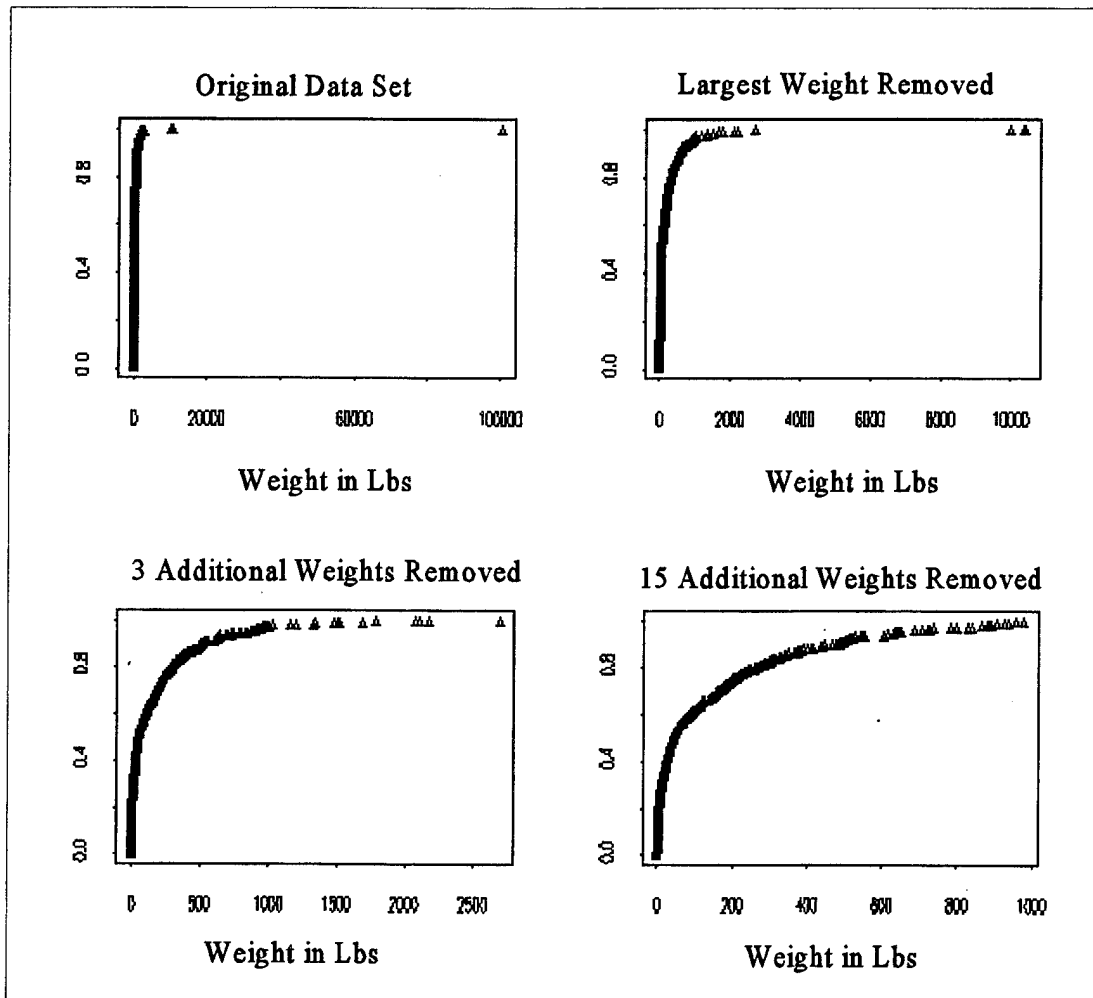 Original Data Set
0.8
0.4
0.0
0 20000 60000 100000
Weight in Lbs
Largest Weight Removed
0.8
0.4
0.0
0 2000 4000 6000 8000 10000
Weight in Lbs
3 Additional Weights Removed
0.8
0.4
0.0
0 500 1000 1500 2000 2500
Weight in Lbs
15 Additional Weights Removed
0.8
0.4
0.0
0 200 400 600 800 1000
Weight in Lbs